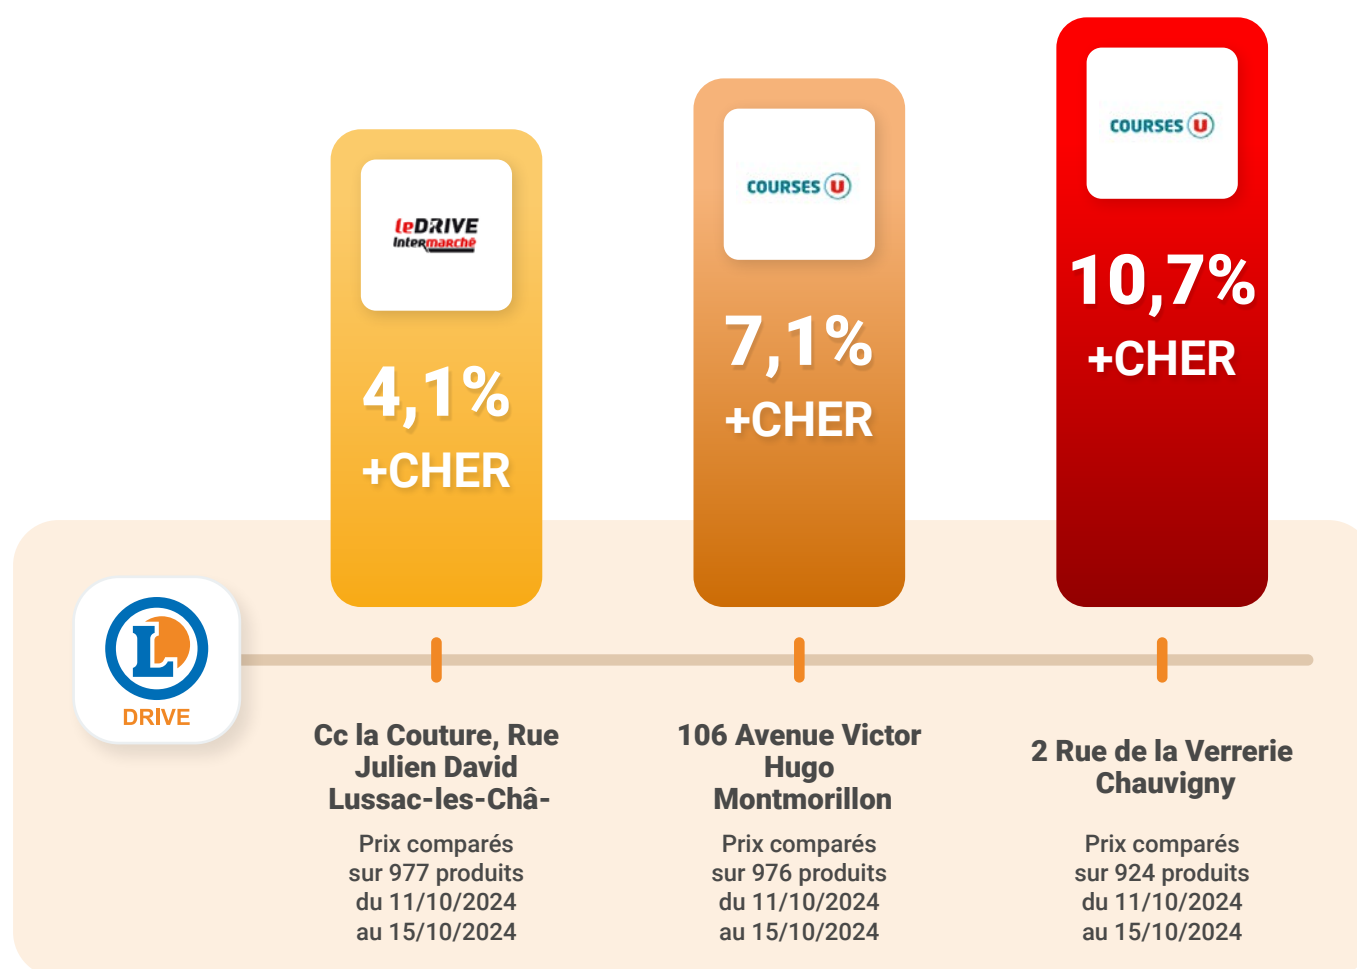 leDRIVE
Intermarché
4,1%
+CHER
COURSES U
7,1%
+CHER
COURSES U
10,7%
+CHER
L
DRIVE
Cc la Couture, Rue
Julien David
Lussac-les-Châ-
Prix comparés
sur 977 produits
du 11/10/2024
au 15/10/2024
106 Avenue Victor
Hugo
Montmorillon
Prix comparés
sur 976 produits
du 11/10/2024
au 15/10/2024
2 Rue de la Verrerie
Chauvigny
Prix comparés
sur 924 produits
du 11/10/2024
au 15/10/2024